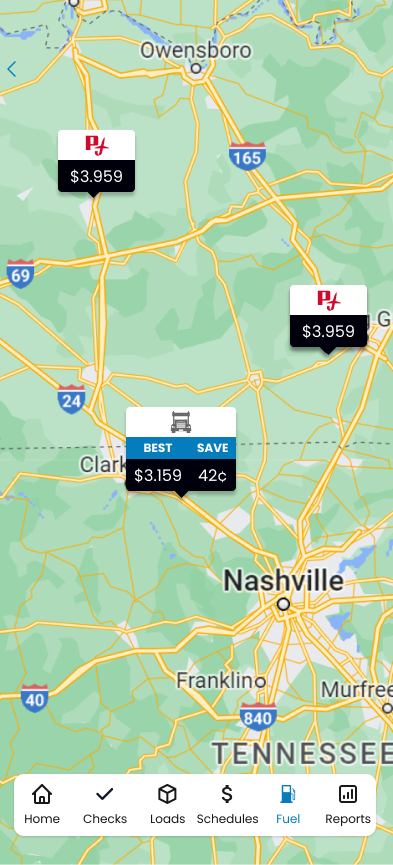 Owensboro
165
$3.959
69
G
$3.959
24
BEST SAVE
Clark
$3.159 42¢
Nashville
Franklin
40
840
Murfree
TENNESSEE
Home
Checks
Loads
Schedules
Fuel
Reports